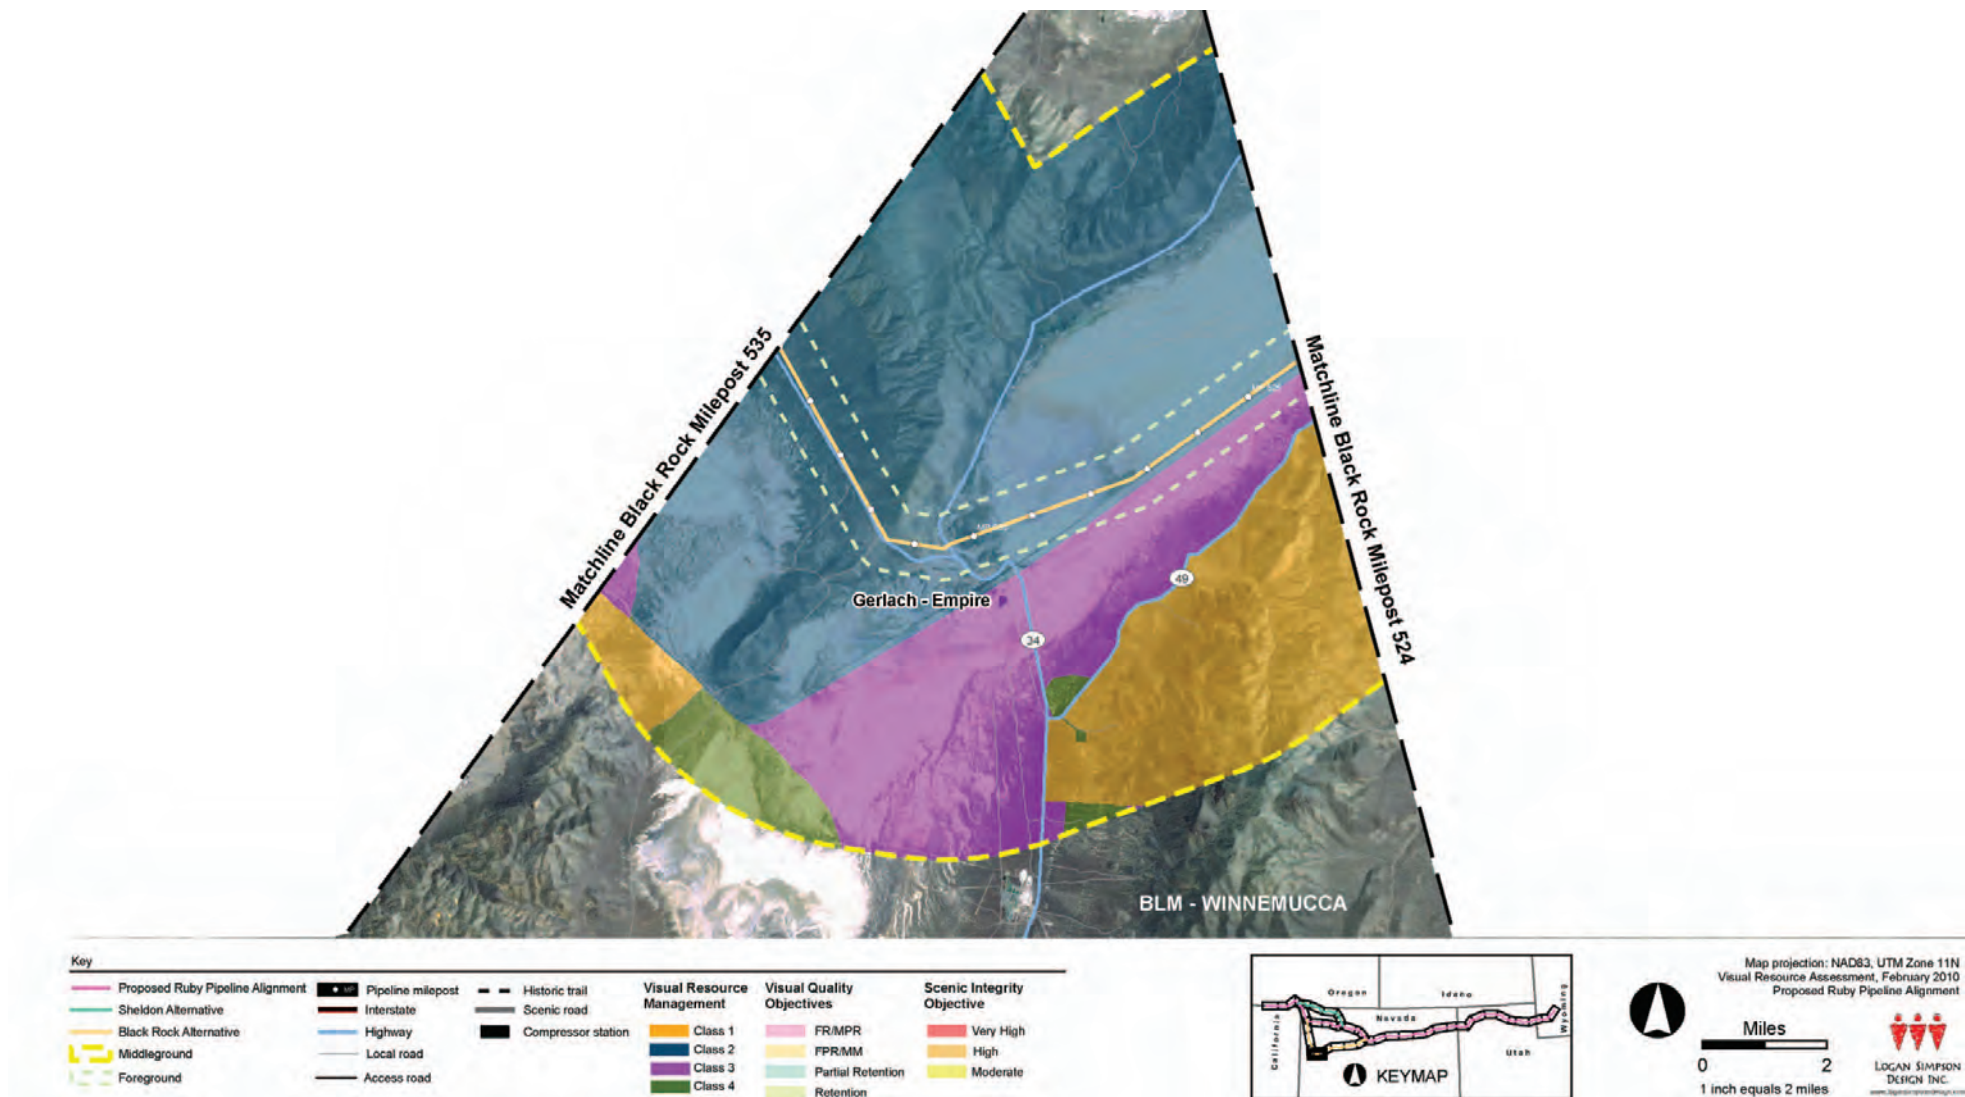 Matchline Black Rock Milepost 535
Matchline Black Rock Milepost 524
Gerlach - Empire
49
34
BLM - WINNEMUCCA
Key
Proposed Ruby Pipeline Alignment
Sheldon Alternative
Black Rock Alternative
Middleground
Foreground
MP
Pipeline milepost
Interstate
Highway
Local road
Access road
Historic trail
Scenic road
Compressor station
Visual Resource
Management
Class 1
Class 2
Class 3
Class 4
Visual Quality
Objectives
FR/MPR
FPR/MM
Partial Retention
Retention
Scenic Integrity
Objective
Very High
High
Moderate
Oregon
Idaho
Wyoming
Nevada
California
Utah
KEYMAP
Map projection: NAD83, UTM Zone 11N
Visual Resource Assessment, February 2010
Proposed Ruby Pipeline Alignment
Miles
0 2
1 inch equals 2 miles
LOGAN SIMPSON
DESIGN INC.